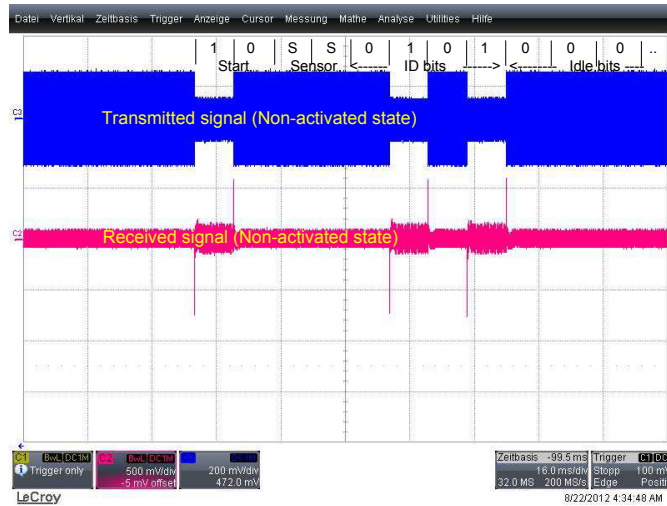 Datei Vertikal Zeitbasis Trigger Anzeige Cursor Messung Mathe Analyse Utilities Hilfe
1 0 S S 0 1 0 1 0 0 0 ..
Start Sensor <------ ID bits ------> <------- Idle bits ----
C3 Transmitted signal (Non-activated state)
C2 Received signal (Non-activated state)
C1 BwL DC1M C2 BwL DC1M Zeitbasis -99.5 ms Trigger C1 DC
Trigger only 500 mV/div 200 mV/div 16.0 ms/div Stopp 100 m
-5 mV offset 472.0 mV 32.0 MS 200 MS/s Edge Positi
LeCroy 8/22/2012 4:34:48 AM